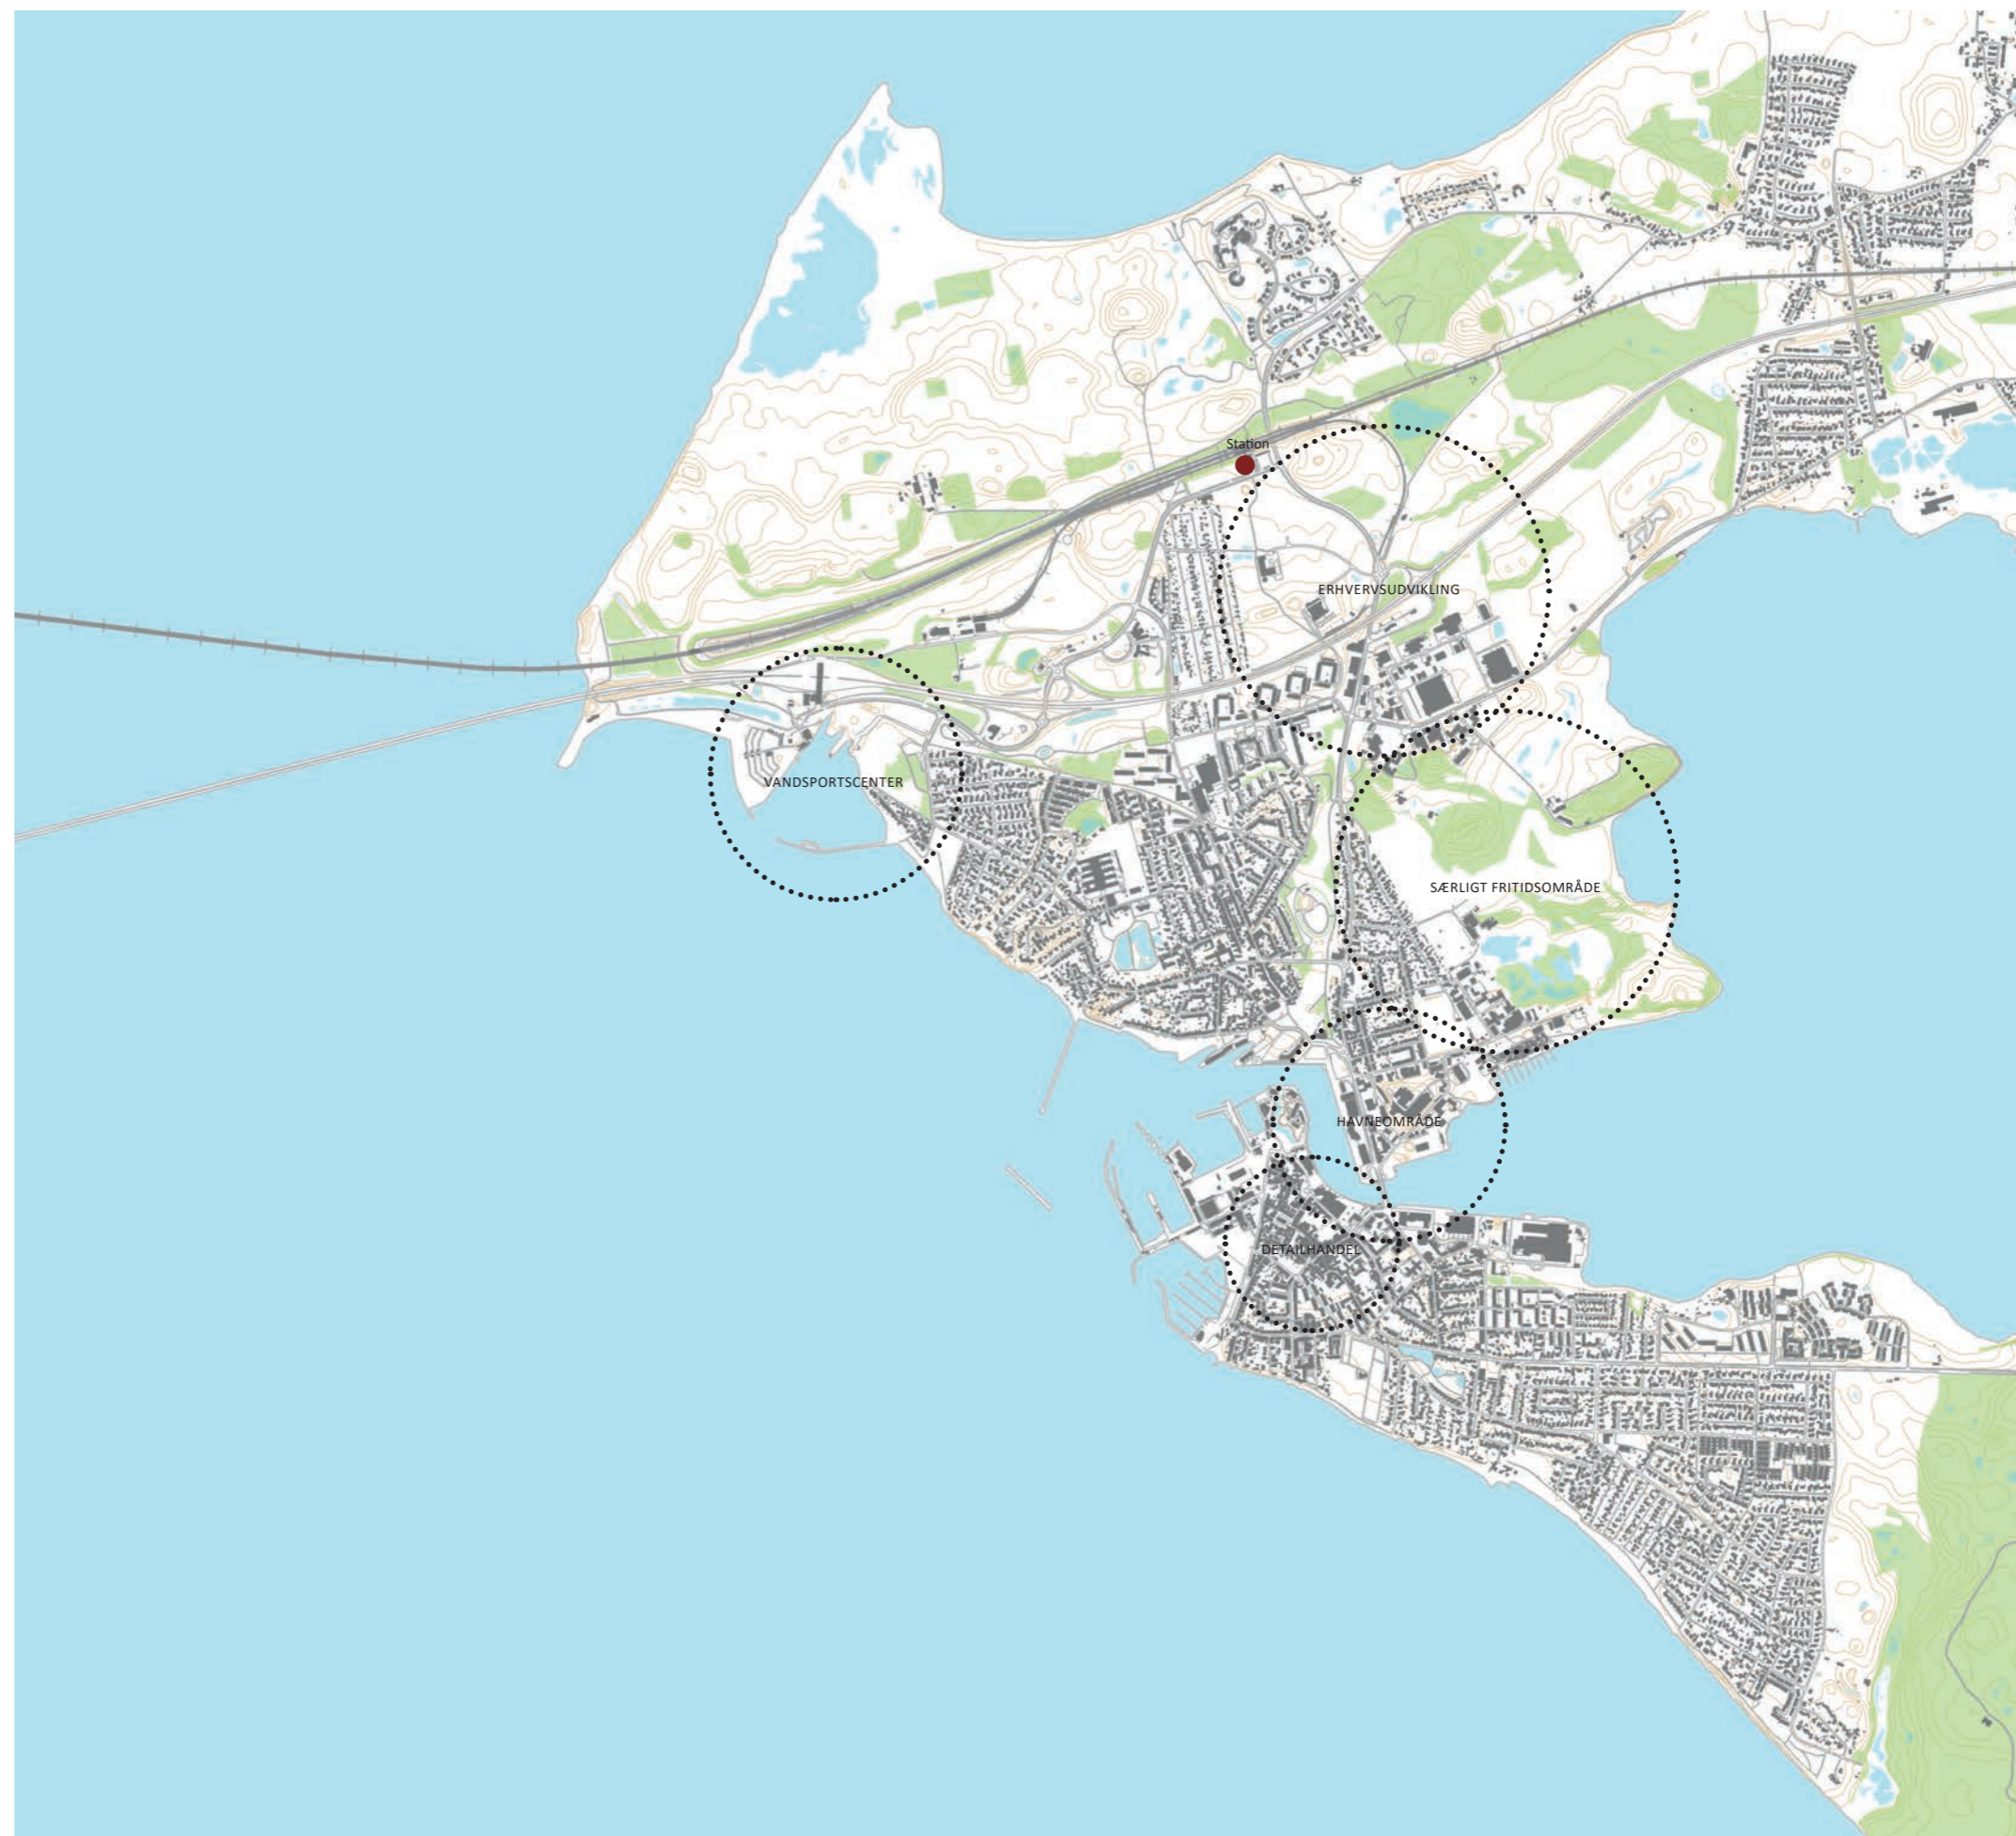 Station
ERHVERVSUDVIKLING
VANDSPORTSCENTER
SÆRLIGT FRITIDSOMRÅDE
HAVNEOMRÅDE
DETAILHANDEL